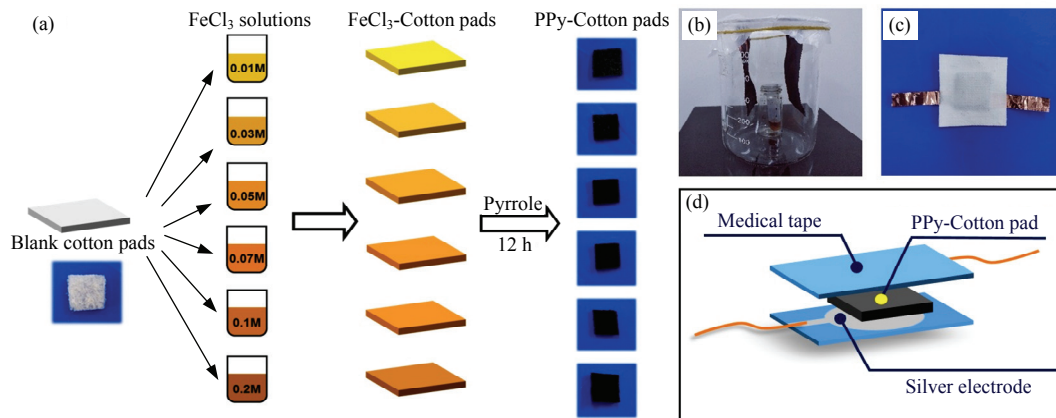 (a)
FeCl₃ solutions
FeCl₃-Cotton pads
PPy-Cotton pads
0.01M
0.03M
0.05M
0.07M
0.1M
0.2M
Blank cotton pads
Pyrrole
12 h
(b)
200
(c)
(d)
Medical tape
PPy-Cotton pad
Silver electrode